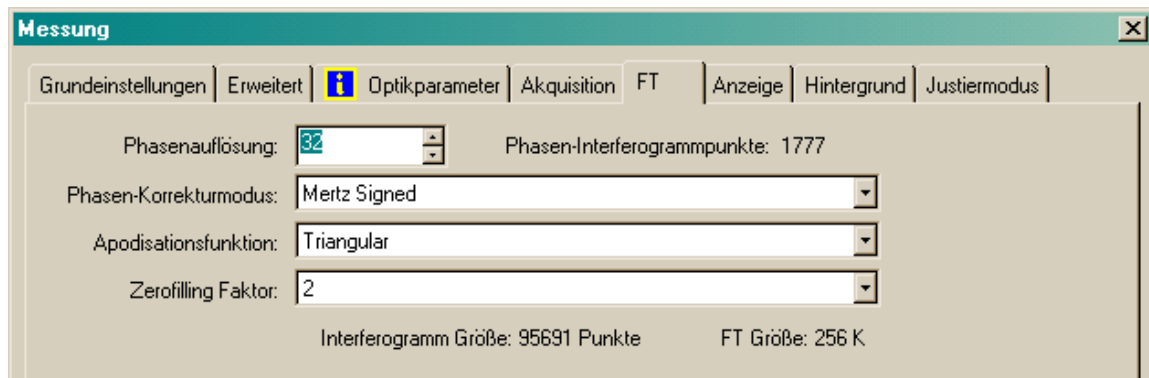 Messung
Grundeinstellungen Erweitert i Optikparameter Akquisition FT Anzeige Hintergrund Justiermodus
Phasenauflösung: 32 Phasen-Interferogrammpunkte: 1777
Phasen-Korrekturmodus: Mertz Signed
Apodisationsfunktion: Triangular
Zerofilling Faktor: 2
Interferogramm Größe: 95691 Punkte FT Größe: 256 K